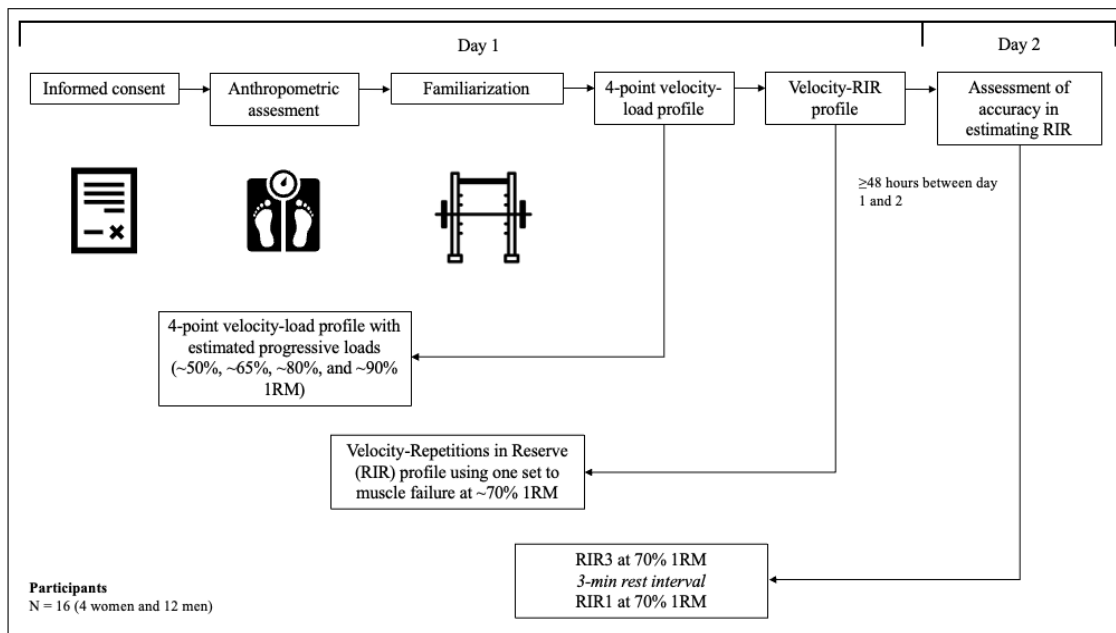 Day 1
Day 2
Informed consent
Anthropometric
assesment
Familiarization
4-point velocity-
load profile
Velocity-RIR
profile
Assessment of
accuracy in
estimating RIR
≥48 hours between day
1 and 2
4-point velocity-load profile with
estimated progressive loads
(~50%, ~65%, ~80%, and ~90%
1RM)
Velocity-Repetitions in Reserve
(RIR) profile using one set to
muscle failure at ~70% 1RM
RIR3 at 70% 1RM
3-min rest interval
RIR1 at 70% 1RM
Participants
N = 16 (4 women and 12 men)